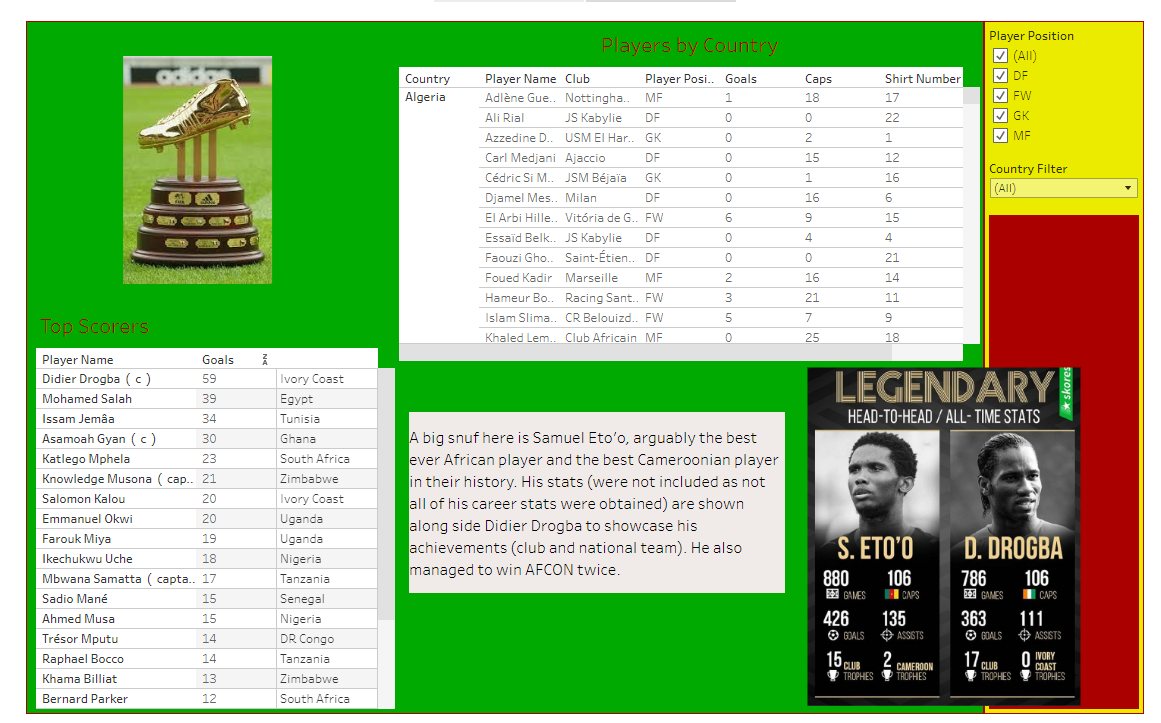 adidas
Players by Country
Country Player Name Club Player Posi.. Goals Caps Shirt Number
Algeria Adlène Gue.. Nottingha.. MF 1 18 17
Ali Rial JS Kabylie DF 0 0 22
Azzedine D.. USM El Har.. GK 0 2 1
Carl Medjani Ajaccio DF 0 15 12
Cédric Si M.. JSM Béjaïa GK 0 1 16
Djamel Mes.. Milan DF 0 16 6
El Arbi Hille.. Vitória de G.. FW 6 9 15
Essaïd Belk.. JS Kabylie DF 0 4 4
Faouzi Gho.. Saint-Étien.. DF 0 0 21
Foued Kadir Marseille MF 2 16 14
Hameur Bo.. Racing Sant.. FW 3 21 11
Islam Slima.. CR Belouizd.. FW 5 7 9
Khaled Lem.. Club Africain MF 0 25 18
Player Position
(All)
DF
FW
GK
MF
Country Filter
(All)
Top Scorers
Player Name Goals
Didier Drogba ( c ) 59 Ivory Coast
Mohamed Salah 39 Egypt
Issam Jemâa 34 Tunisia
Asamoah Gyan ( c ) 30 Ghana
Katlego Mphela 23 South Africa
Knowledge Musona ( cap.. 21 Zimbabwe
Salomon Kalou 20 Ivory Coast
Emmanuel Okwi 20 Uganda
Farouk Miya 19 Uganda
Ikechukwu Uche 18 Nigeria
Mbwana Samatta ( capta.. 17 Tanzania
Sadio Mané 15 Senegal
Ahmed Musa 15 Nigeria
Trésor Mputu 14 DR Congo
Raphael Bocco 14 Tanzania
Khama Billiat 13 Zimbabwe
Bernard Parker 12 South Africa
A big snuf here is Samuel Eto'o, arguably the best
ever African player and the best Cameroonian player
in their history. His stats (were not included as not
all of his career stats were obtained) are shown
along side Didier Drogba to showcase his
achievements (club and national team). He also
managed to win AFCON twice.
LEGENDARY
skores
HEAD-TO-HEAD / ALL- TIME STATS
S. ETO'O D. DROGBA
880 GAMES 106 CAPS 786 GAMES 106 CAPS
426 GOALS 135 ASSISTS 363 GOALS 111 ASSISTS
15 CLUB TROPHIES 2 CAMEROON TROPHIES 17 CLUB TROPHIES 0 IVORY COAST TROPHIES